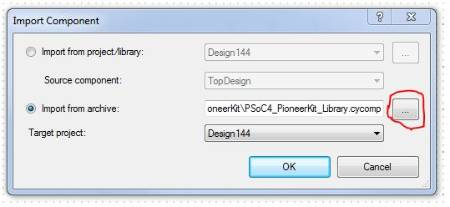 Import Component
Import from project/library:
Design144
...
Source component:
TopDesign
Import from archive:
oneerKit\PSoC4_PioneerKit_Library.cycomp
...
Target project:
Design144
OK
Cancel